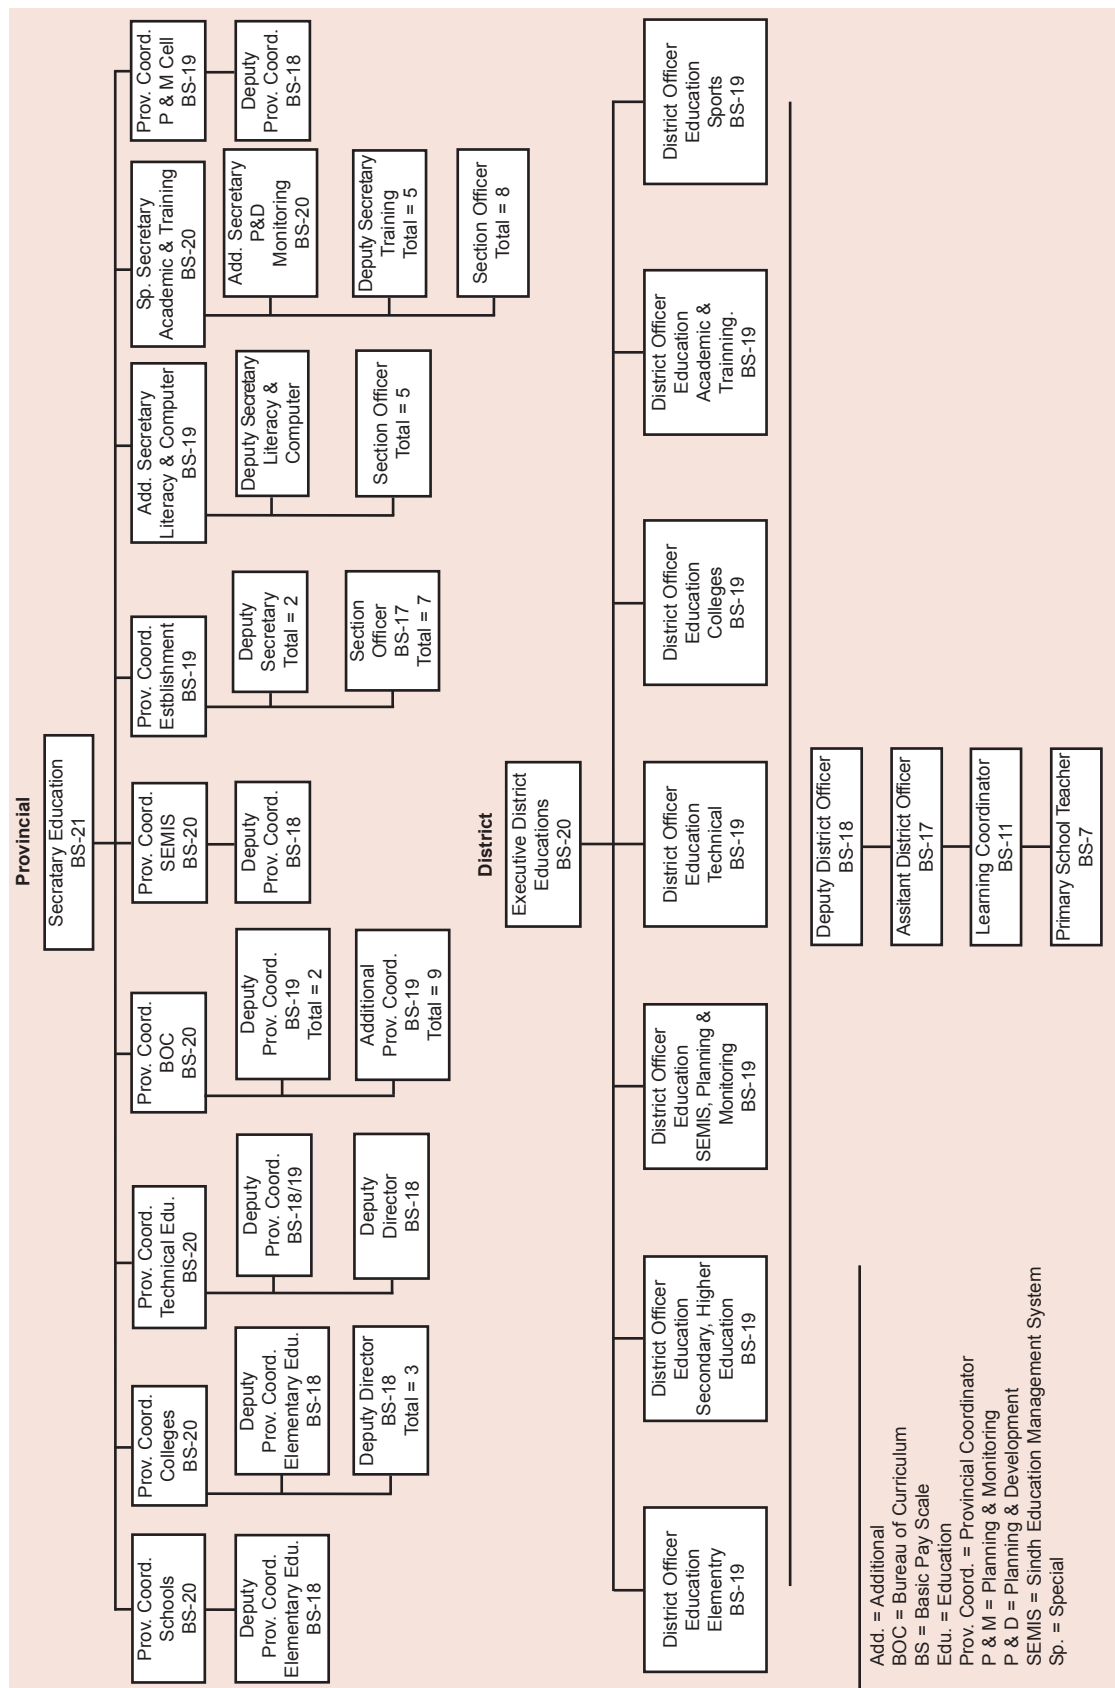 Provincial
Secratary Education
BS-21
Prov. Coord.
Schools
BS-20
Deputy
Prov. Coord.
Elementary Edu.
BS-18
Prov. Coord.
Colleges
BS-20
Deputy
Prov. Coord.
Elementary Edu.
BS-18
Deputy Director
BS-18
Total = 3
Prov. Coord.
Technical Edu.
BS-20
Deputy
Prov. Coord.
BS-18/19
Deputy
Director
BS-18
Prov. Coord.
BOC
BS-20
Deputy
Prov. Coord.
BS-19
Total = 2
Additional
Prov. Coord.
BS-19
Total = 9
Prov. Coord.
SEMIS
BS-20
Deputy
Prov. Coord.
BS-18
Prov. Coord.
Estblishment
BS-19
Deputy
Secretary
Total = 2
Section
Officer
BS-17
Total = 7
Add. Secretary
Literacy & Computer
BS-19
Deputy Secretary
Literacy &
Computer
Section Officer
Total = 5
Sp. Secretary
Academic & Training
BS-20
Add. Secretary
P&D
Monitoring
BS-20
Deputy Secretary
Training
Total = 5
Section Officer
Total = 8
Prov. Coord.
P & M Cell
BS-19
Deputy
Prov. Coord.
BS-18
District
Executive District
Educations
BS-20
District Officer
Education
Elementry
BS-19
District Officer
Education
Secondary, Higher
Education
BS-19
District Officer
Education
SEMIS, Planning &
Monitoring
BS-19
District Officer
Education
Technical
BS-19
District Officer
Education
Colleges
BS-19
District Officer
Education
Academic &
Trainning.
BS-19
District Officer
Education
Sports
BS-19
Deputy District Officer
BS-18
Assitant District Officer
BS-17
Learning Coordinator
BS-11
Primary School Teacher
BS-7
Add. = Additional
BOC = Bureau of Curriculum
BS = Basic Pay Scale
Edu. = Education
Prov. Coord. = Provincial Coordinator
P & M = Planning & Monitoring
P & D = Planning & Development
SEMIS = Sindh Education Management System
Sp. = Special